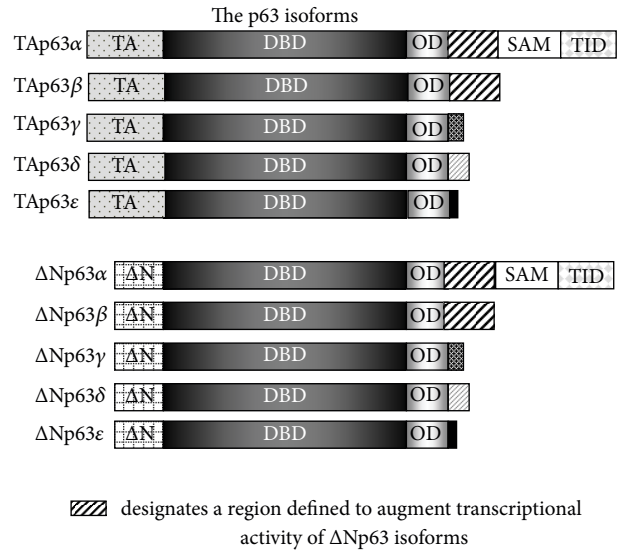 The p63 isoforms
TAp63α TA DBD OD SAM TID
TAp63β TA DBD OD
TAp63γ TA DBD OD
TAp63δ TA DBD OD
TAp63ε TA DBD OD
ΔNp63α ΔN DBD OD SAM TID
ΔNp63β ΔN DBD OD
ΔNp63γ ΔN DBD OD
ΔNp63δ ΔN DBD OD
ΔNp63ε ΔN DBD OD
designates a region defined to augment transcriptional
activity of ΔNp63 isoforms